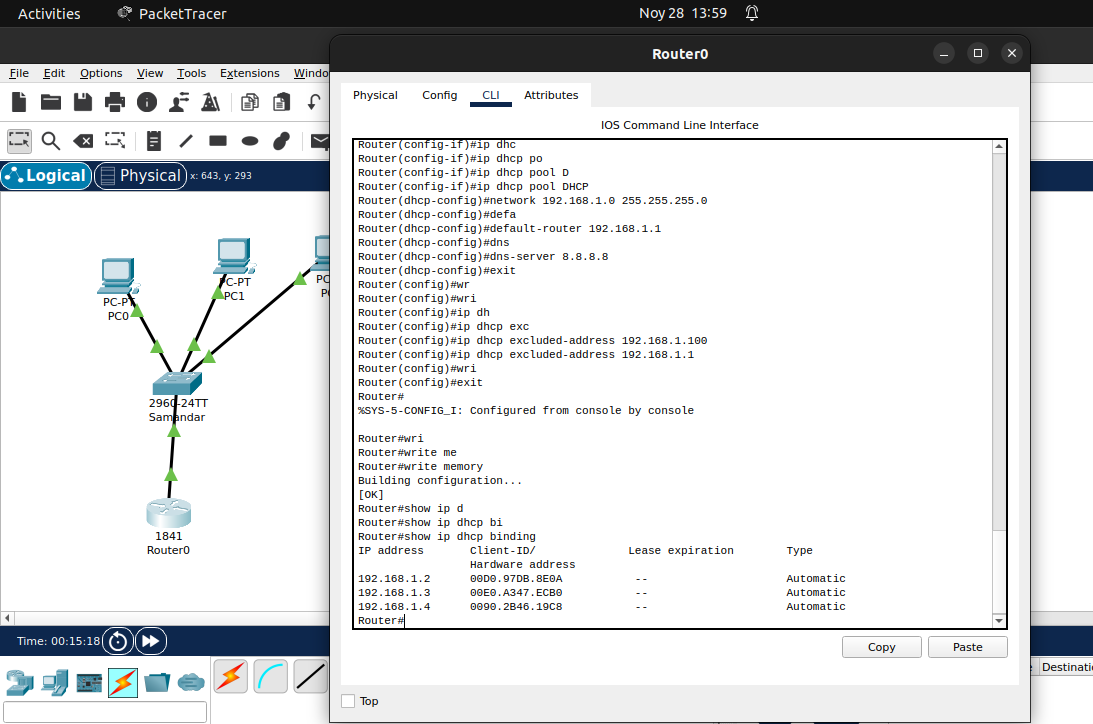 Activities
PacketTracer
Noy 28 13:59
Router0
File Edit Options View Tools Extensions Windo
Physical Config CLI Attributes
IOS Command Line Interface
Logical
Physical
x: 643, y: 293
Router(config-if)#ip dhc
Router(config-if)#ip dhcp po
Router(config-if)#ip dhcp pool D
Router(config-if)#ip dhcp pool DHCP
Router(dhcp-config)#network 192.168.1.0 255.255.255.0
Router(dhcp-config)#defa
Router(dhcp-config)#default-router 192.168.1.1
Router(dhcp-config)#dns
Router(dhcp-config)#dns-server 8.8.8.8
Router(dhcp-config)#exit
Router(config)#wr
Router(config)#wri
Router(config)#ip dh
Router(config)#ip dhcp exc
Router(config)#ip dhcp excluded-address 192.168.1.100
Router(config)#ip dhcp excluded-address 192.168.1.1
Router(config)#wri
Router(config)#exit
Router#
%SYS-5-CONFIG_I: Configured from console by console
Router#wri
Router#write me
Router#write memory
Building configuration...
[OK]
Router#show ip d
Router#show ip dhcp bi
Router#show ip dhcp binding
IP address Client-ID/ Lease expiration Type
Hardware address
192.168.1.2 00D0.97DB.8E0A -- Automatic
192.168.1.3 00E0.A347.ECB0 -- Automatic
192.168.1.4 0090.2B46.19C8 -- Automatic
Router#
PC-PT
PC0
PC-PT
PC1
PC
P
2960-24TT
Samandar
1841
Router0
Copy
Paste
Time: 00:15:18
Top
Destinati